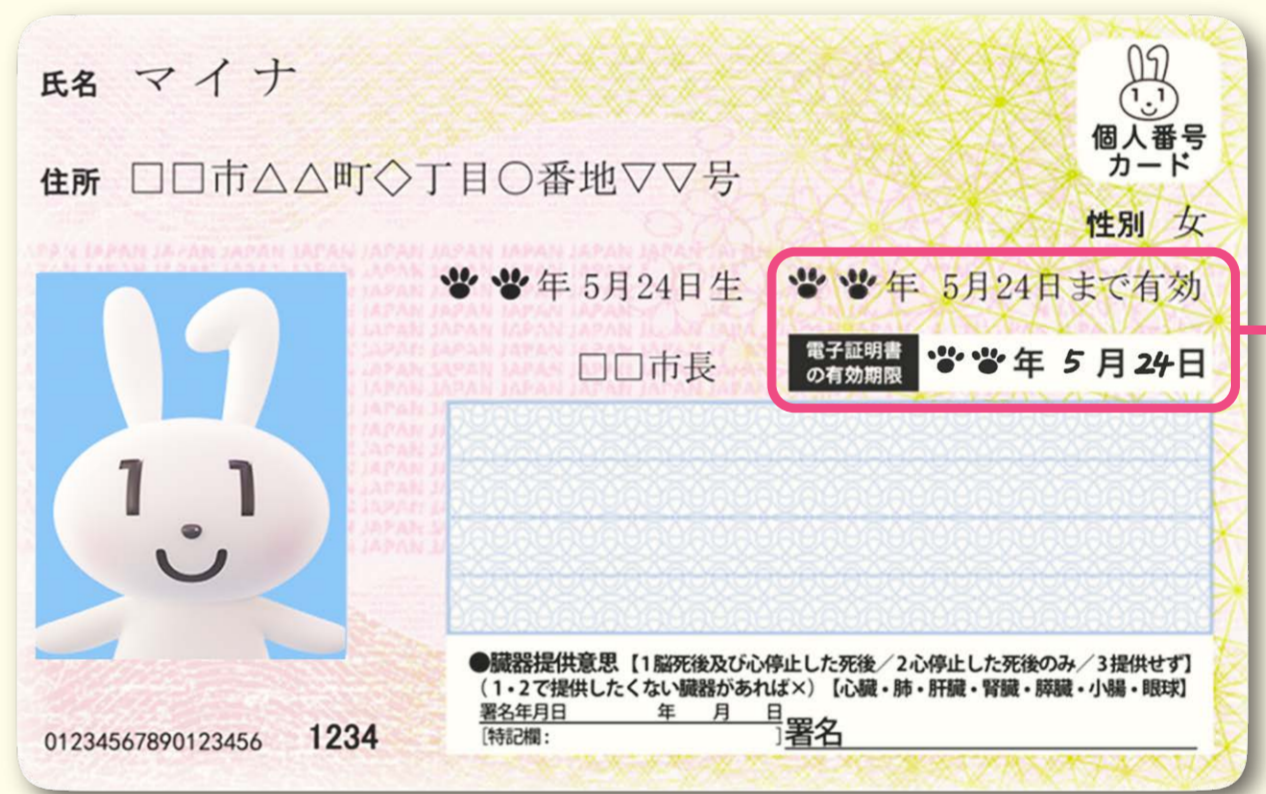 氏名 マイナ
個人番号
カード
住所 □□市△△町◇丁目○番地▽▽号
性別 女
年 5月24日生
年 5月24日まで有効
□□市長
電子証明書
の有効期限
年 5月24日
●臓器提供意思【1脳死後及び心停止した死後／2心停止した死後のみ／3提供せず】
(1・2で提供したくない臓器があれば×)【心臓・肺・肝臓・腎臓・膵臓・小腸・眼球】
署名年月日 年 月 日
[特記欄: ]署名
01234567890123456 1234